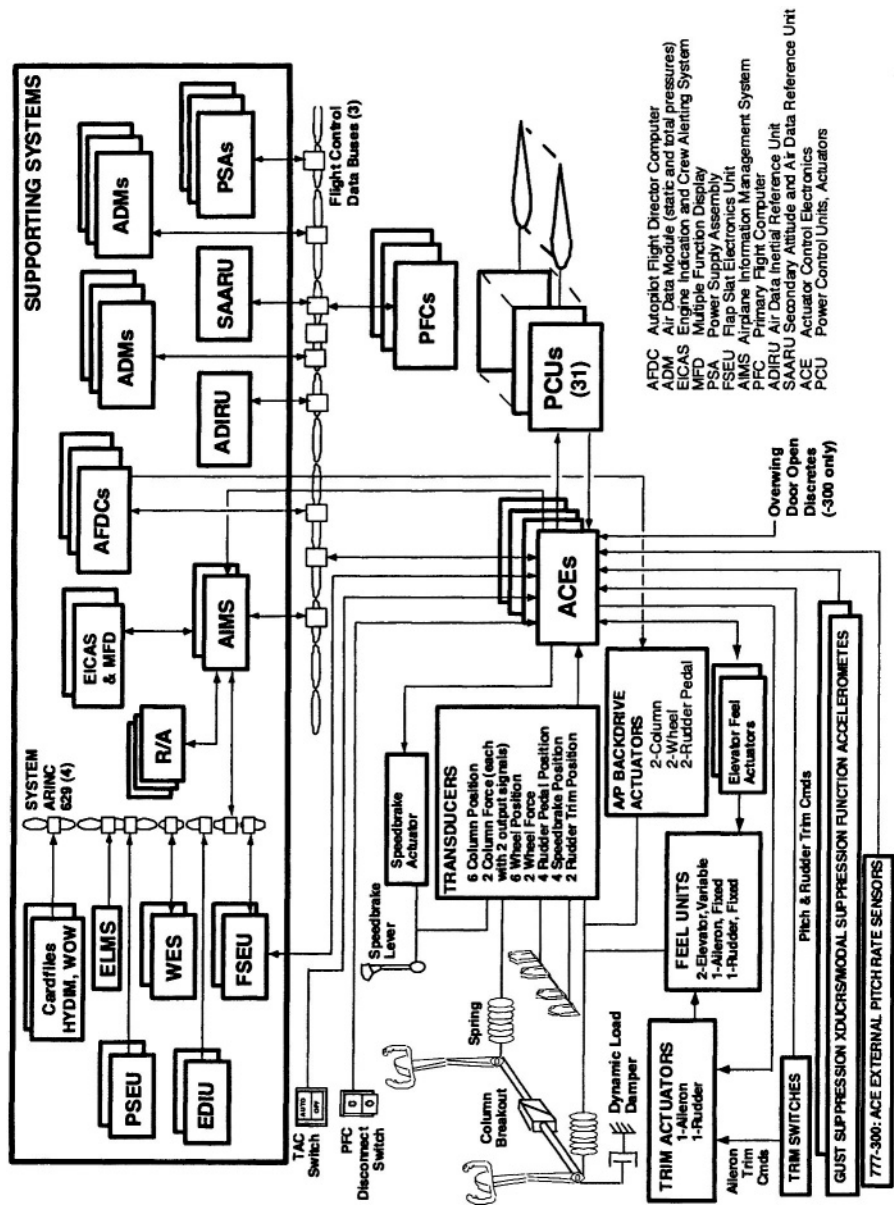 SUPPORTING SYSTEMS
SYSTEM
ARINC
629 (4)
Cardfiles
HYDIM, WOW
ELMS
WES
FSEU
PSEU
EDIU
R/A
EICAS
& MFD
AIMS
AFDCs
ADIRU
ADMs
SAARU
ADMs
PSAs
Flight Control
Data Buses (3)
PFCs
TAC
Switch
AUTO
OFF
PFC
Disconnect
Switch
Speedbrake
Lever
Speedbrake
Actuator
Spring
Column
Breakout
Dynamic Load
Damper
TRANSDUCERS
6 Column Position
2 Column Force (each
with 2 output signals)
6 Wheel Position
2 Wheel Force
4 Rudder Pedal Position
4 Speedbrake Position
2 Rudder Trim Position
ACEs
PCUs
(31)
A/P BACKDRIVE
ACTUATORS
2-Column
2-Wheel
2-Rudder Pedal
Elevator Feel
Actuators
FEEL UNITS
2-Elevator, Variable
1-Aileron, Fixed
1-Rudder, Fixed
TRIM ACTUATORS
1-Aileron
1-Rudder
Aileron
Trim
Cmds
Pitch & Rudder Trim Cmds
TRIM SWITCHES
GUST SUPPRESSION XDUCRS/MODAL SUPPRESSION FUNCTION ACCELEROMETES
777-300: ACE EXTERNAL PITCH RATE SENSORS
Overwing
Door Open
Discretes
(-300 only)
AFDC Autopilot Flight Director Computer
ADM Air Data Module (static and total pressures)
EICAS Engine Indication and Crew Alerting System
MFD Multiple Function Display
PSA Power Supply Assembly
FSEU Flap Slat Electronics Unit
AIMS Airplane Information Management System
PFC Primary Flight Computer
ADIRU Air Data Inertial Reference Unit
SAARU Secondary Attitude and Air Data Reference Unit
ACE Actuator Control Electronics
PCU Power Control Units, Actuators